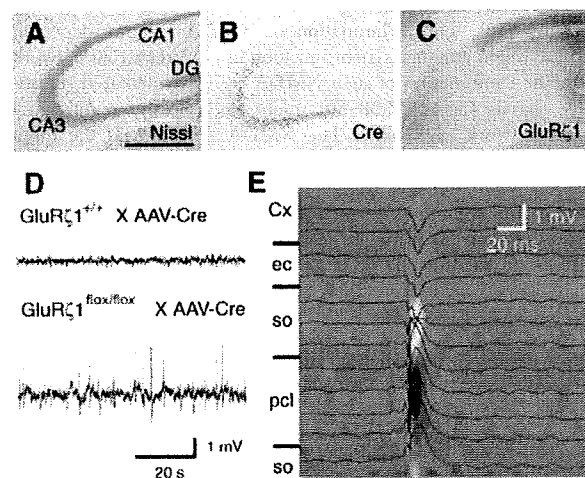 A
CA1
DG
CA3
Nissl
B
Cre
C
GluRζ1
D
GluRζ1+/+ X AAV-Cre
GluRζ1flox/flox X AAV-Cre
1 mV
20 s
E
Cx
ec
so
pcl
so
1 mV
20 ms